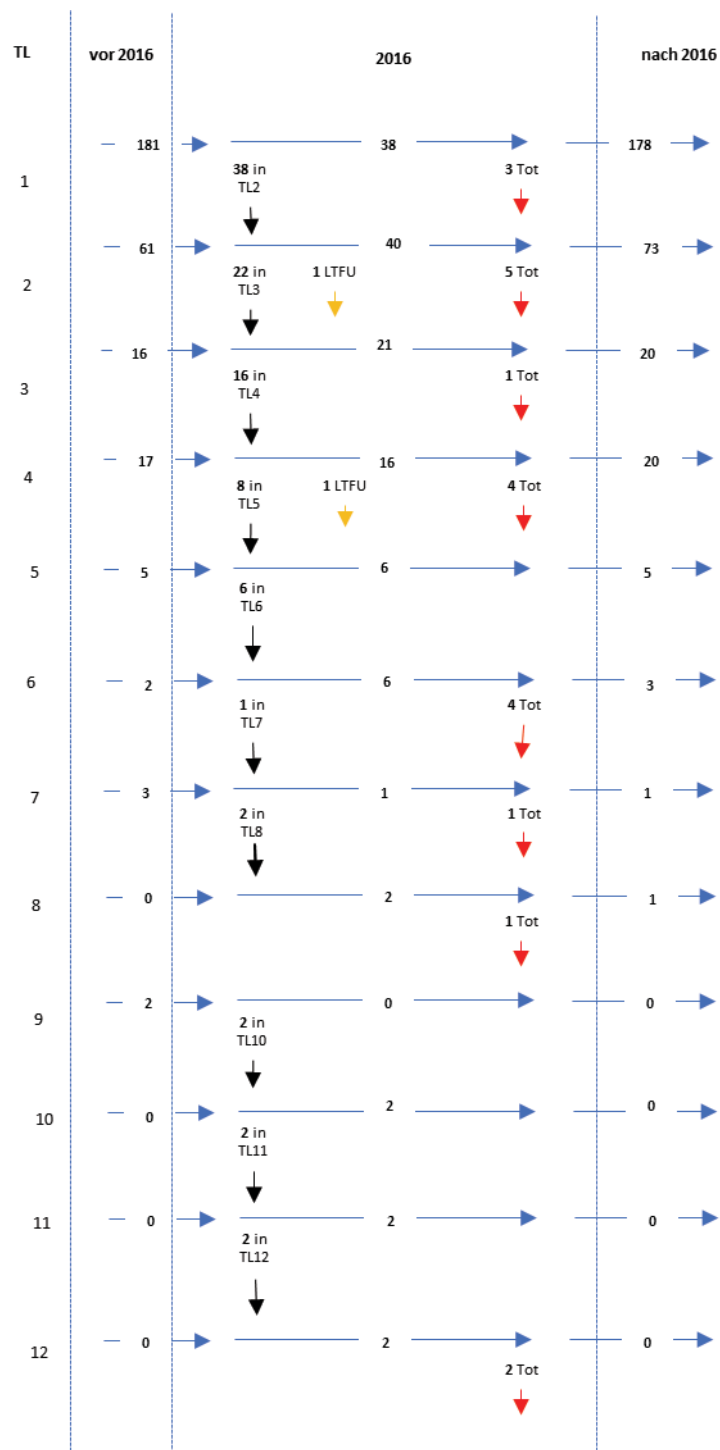 TL vor 2016 2016 nach 2016
181 38 178
38 in 3 Tot
TL2
1
61 40 73
22 in 1 LTFU 5 Tot
2
TL3
16 21 20
16 in 1 Tot
3
TL4
17 16 20
4
8 in 1 LTFU 4 Tot
TL5
5 5 6 5
6 in
TL6
6 2 6 3
1 in 4 Tot
TL7
7 3 1 1
2 in 1 Tot
TL8
8 0 2 1
1 Tot
2 0 0
9
2 in
TL10
10 0 2 0
2 in
TL11
11 0 2 0
2 in
TL12
0 2 0
12
2 Tot